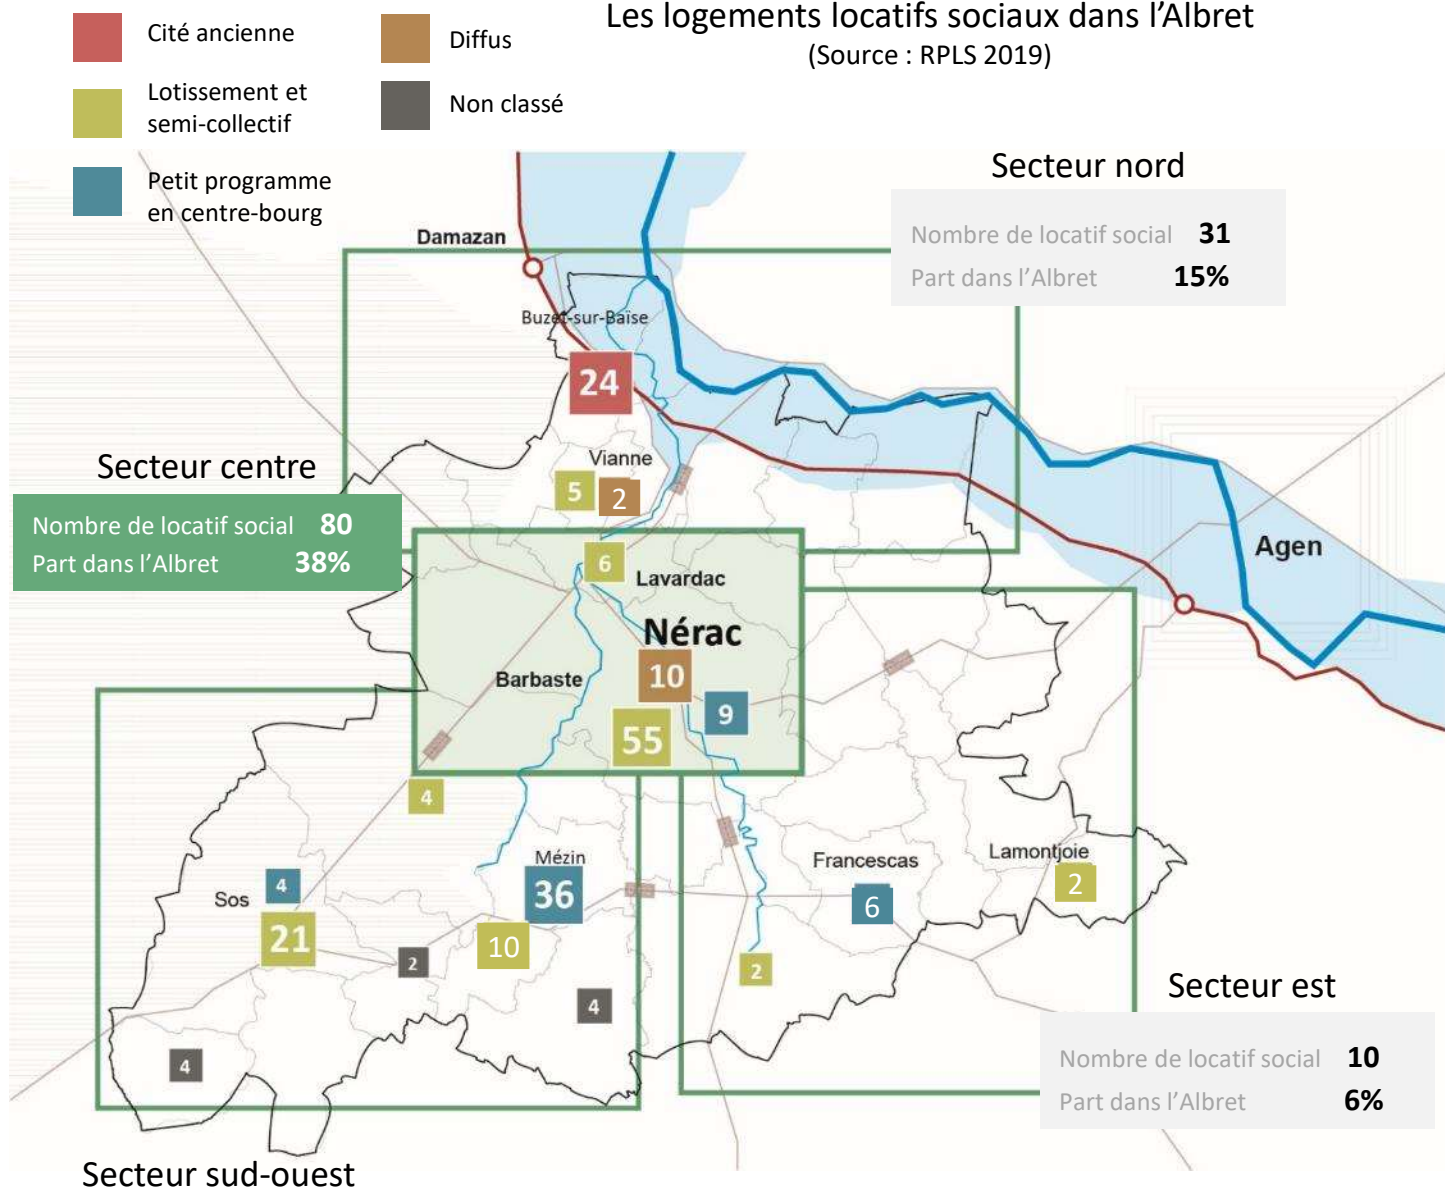 Les logements locatifs sociaux dans l'Albret
(Source : RPLS 2019)
Cité ancienne
Diffus
Lotissement et
semi-collectif
Non classé
Petit programme
en centre-bourg
Secteur nord
Nombre de locatif social 31
Part dans l'Albret 15%
Damazan
Buzet-sur-Baïse
24
Secteur centre
Nombre de locatif social 80
Part dans l'Albret 38%
Vianne
5
2
6
Lavardac
Agen
Nérac
Barbaste
10
9
55
4
Mézin
36
Sos
4
21
10
2
4
4
Francescas
6
Lamontjoie
2
2
Secteur est
Nombre de locatif social 10
Part dans l'Albret 6%
Secteur sud-ouest